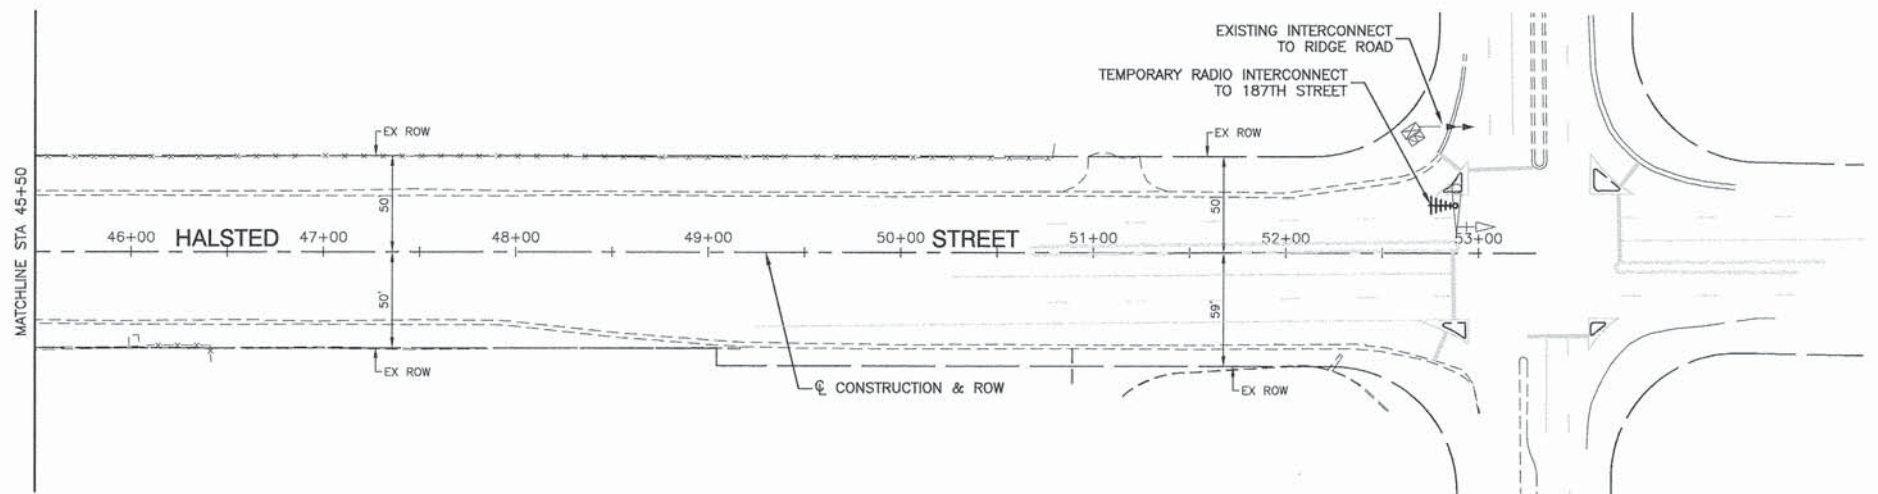 EXISTING INTERCONNECT
TO RIDGE ROAD
TEMPORARY RADIO INTERCONNECT
TO 187TH STREET
EX ROW
EX ROW
MATCHLINE STA 45+50
50'
50'
46+00
HALSTED
47+00
48+00
49+00
50+00
STREET
51+00
52+00
53+00
50'
59'
EX ROW
℄ CONSTRUCTION & ROW
EX ROW